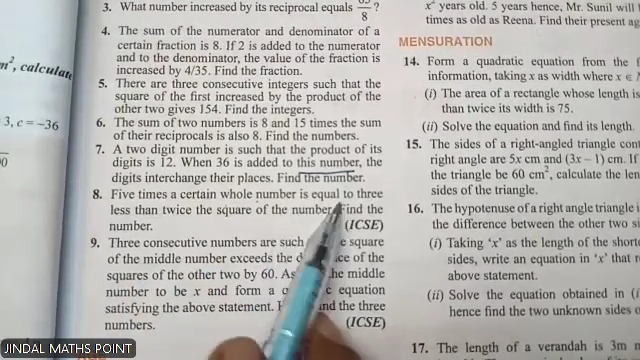 3. What number increased by its reciprocal equals 65/8 ?
4. The sum of the numerator and denominator of a
certain fraction is 8. If 2 is added to the numerator
and to the denominator, the value of the fraction is
increased by 4/35. Find the fraction.
5. There are three consecutive integers such that the
square of the first increased by the product of the
other two gives 154. Find the integers.
6. The sum of two numbers is 8 and 15 times the sum
of their reciprocals is also 8. Find the numbers.
7. A two digit number is such that the product of its
digits is 12. When 36 is added to this number, the
digits interchange their places. Find the number.
8. Five times a certain whole number is equal to three
less than twice the square of the number. Find the
number. (ICSE)
9. Three consecutive numbers are such square
of the middle number exceeds the ce of the
squares of the other two by 60. As he middle
number to be x and form a equation
satisfying the above statement. nd the three
numbers. (ICSE)
m², calculate
3, c = −36
x² years old. 5 years hence, Mr. Sunil will
times as old as Reena. Find their present ag
MENSURATION
14. Form a quadratic equation from the f
information, taking x as width where x ∈
(i) The area of a rectangle whose length is
than twice its width is 75.
(ii) Solve the equation and find its length.
15. The sides of a right-angled triangle cont
right angle are 5x cm and (3x − 1) cm. If
the triangle be 60 cm², calculate the len
sides of the triangle.
16. The hypotenuse of a right angle triangle i
the difference between the other two si
(i) Taking 'x' as the length of the shorte
sides, write an equation in 'x' that re
above statement.
(ii) Solve the equation obtained in (i
hence find the two unknown sides o
17. The length of a verandah is 3m m
JINDAL MATHS POINT